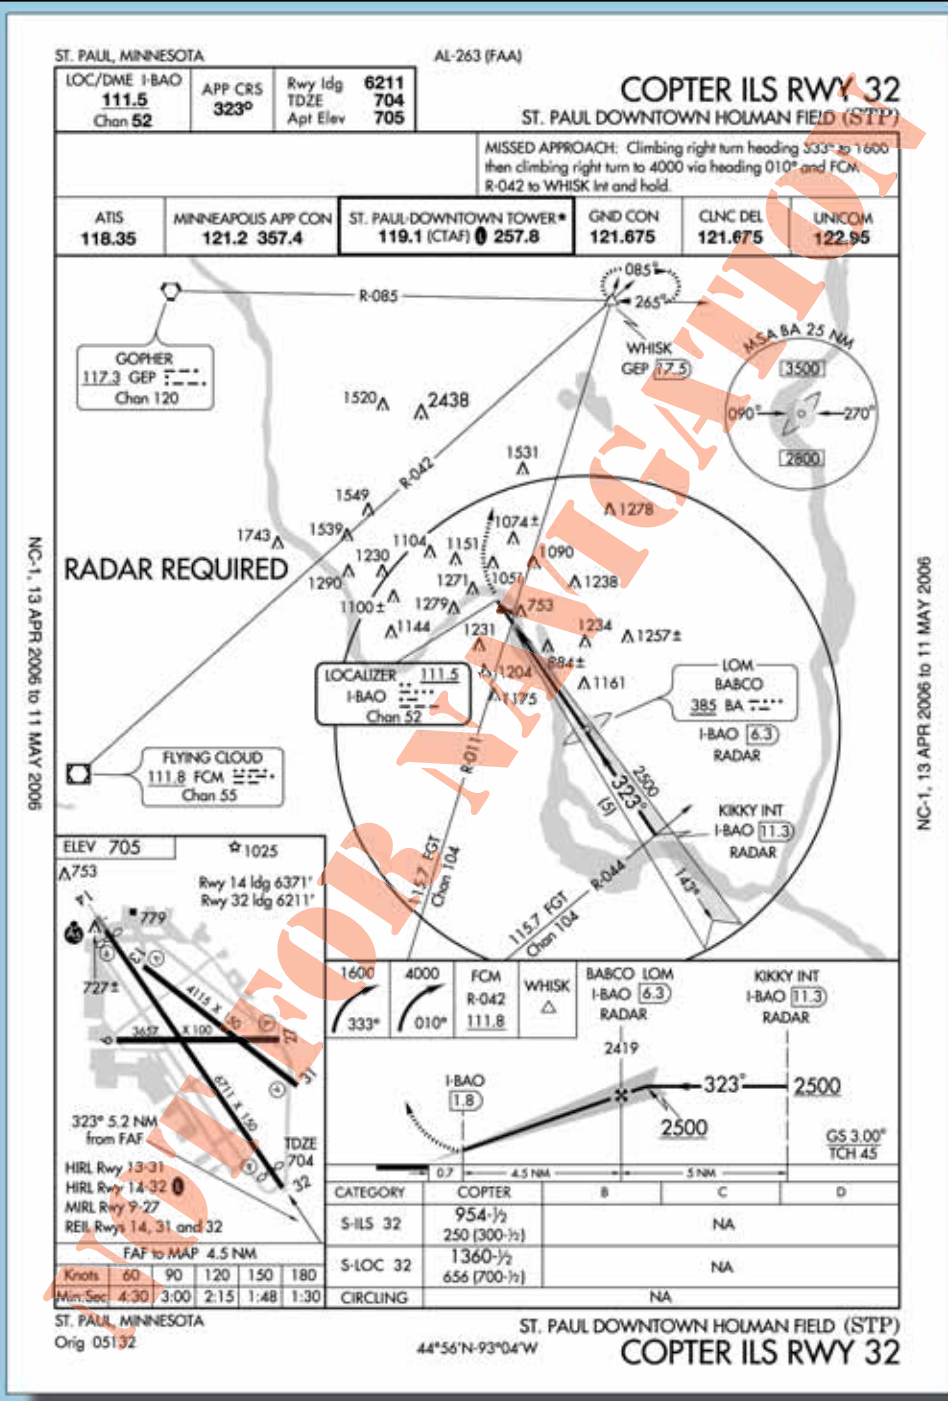 ST. PAUL, MINNESOTA
AL-263 (FAA)
LOC/DME I-BAO
111.5
Chan 52
APP CRS
323°
Rwy ldg 6211
TDZE 704
Apt Elev 705
COPTER ILS RWY 32
ST. PAUL DOWNTOWN HOLMAN FIELD (STP)
MISSED APPROACH: Climbing right turn heading 333° to 1600
then climbing right turn to 4000 via heading 010° and FCM
R-042 to WHISK Int and hold.
ATIS
118.35
MINNEAPOLIS APP CON
121.2 357.4
ST. PAUL-DOWNTOWN TOWER★
119.1 (CTAF) L 257.8
GND CON
121.675
CLNC DEL
121.675
UNICOM
122.95
R-085
085°
265°
WHISK
GEP 17.5
GOPHER
117.3 GEP
Chan 120
MSA BA 25 NM
3500
090°
270°
2800
1520
2438
R-042
1531
1549
1278
1743
1539
1074±
1104
1151
1090
RADAR REQUIRED
1230
1290
1271
1057
1238
1100±
1279
753
1144
1231
1234
1257±
884±
LOCALIZER 111.5
I-BAO
Chan 52
1204
1175
1161
LOM
BABCO
385 BA
I-BAO 6.3
RADAR
R-011
FLYING CLOUD
111.8 FCM
Chan 55
2500
323°
(5)
KIKKY INT
I-BAO 11.3
RADAR
143°
115.7 FGT
Chan 104
R-044
115.7 FGT
Chan 104
NC-1, 13 APR 2006 to 11 MAY 2006
NC-1, 13 APR 2006 to 11 MAY 2006
ELEV 705
1025
753
Rwy 14 ldg 6371'
Rwy 32 ldg 6211'
14
779
A5
13
727±
4115 X
9
3657 X 100
27
31
6711 X 150
323° 5.2 NM
from FAF
TDZE
704
32
HIRL Rwy 13-31
HIRL Rwy 14-32 L
MIRL Rwy 9-27
REIL Rwys 14, 31 and 32
FAF to MAP 4.5 NM
Knots 60 90 120 150 180
Min:Sec 4:30 3:00 2:15 1:48 1:30
1600
333°
4000
010°
FCM
R-042
111.8
WHISK
BABCO LOM
I-BAO 6.3
RADAR
KIKKY INT
I-BAO 11.3
RADAR
2419
I-BAO
1.8
323°
2500
2500
GS 3.00°
TCH 45
0.7
4.5 NM
5 NM
CATEGORY COPTER B C D
S-ILS 32
954-½
250 (300-½)
NA
S-LOC 32
1360-½
656 (700-½)
NA
CIRCLING NA
ST. PAUL, MINNESOTA
Orig 05132
44°56'N-93°04'W
ST. PAUL DOWNTOWN HOLMAN FIELD (STP)
COPTER ILS RWY 32
NOT FOR NAVIGATION